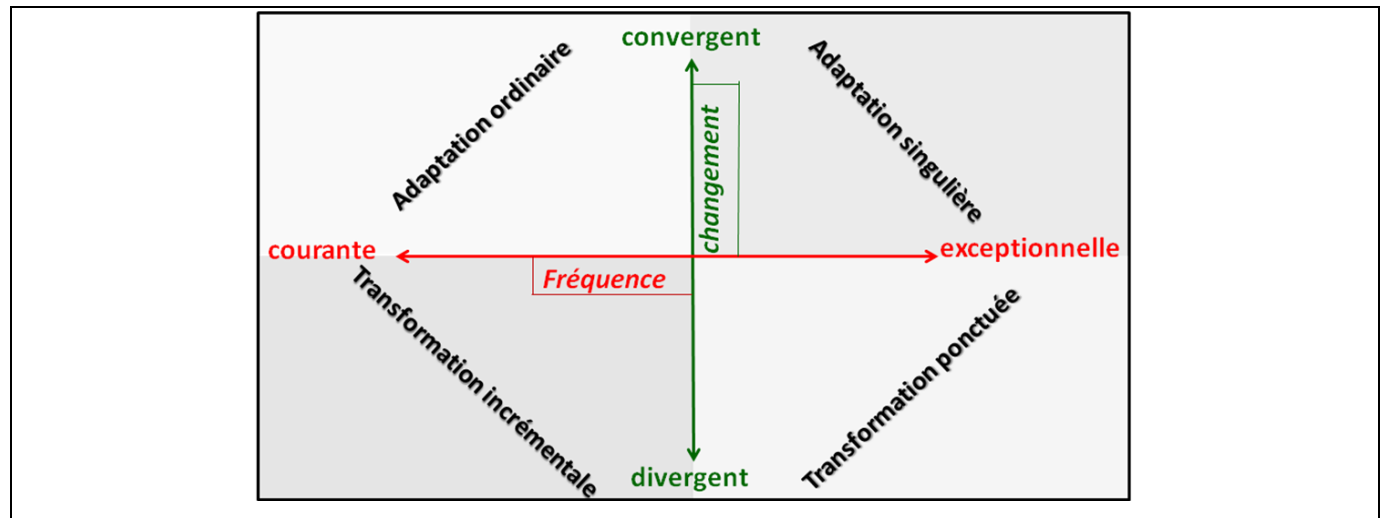 convergent
Adaptation ordinaire
Adaptation singulière
changement
courante
exceptionnelle
Fréquence
Transformation incrémentale
Transformation ponctuée
divergent